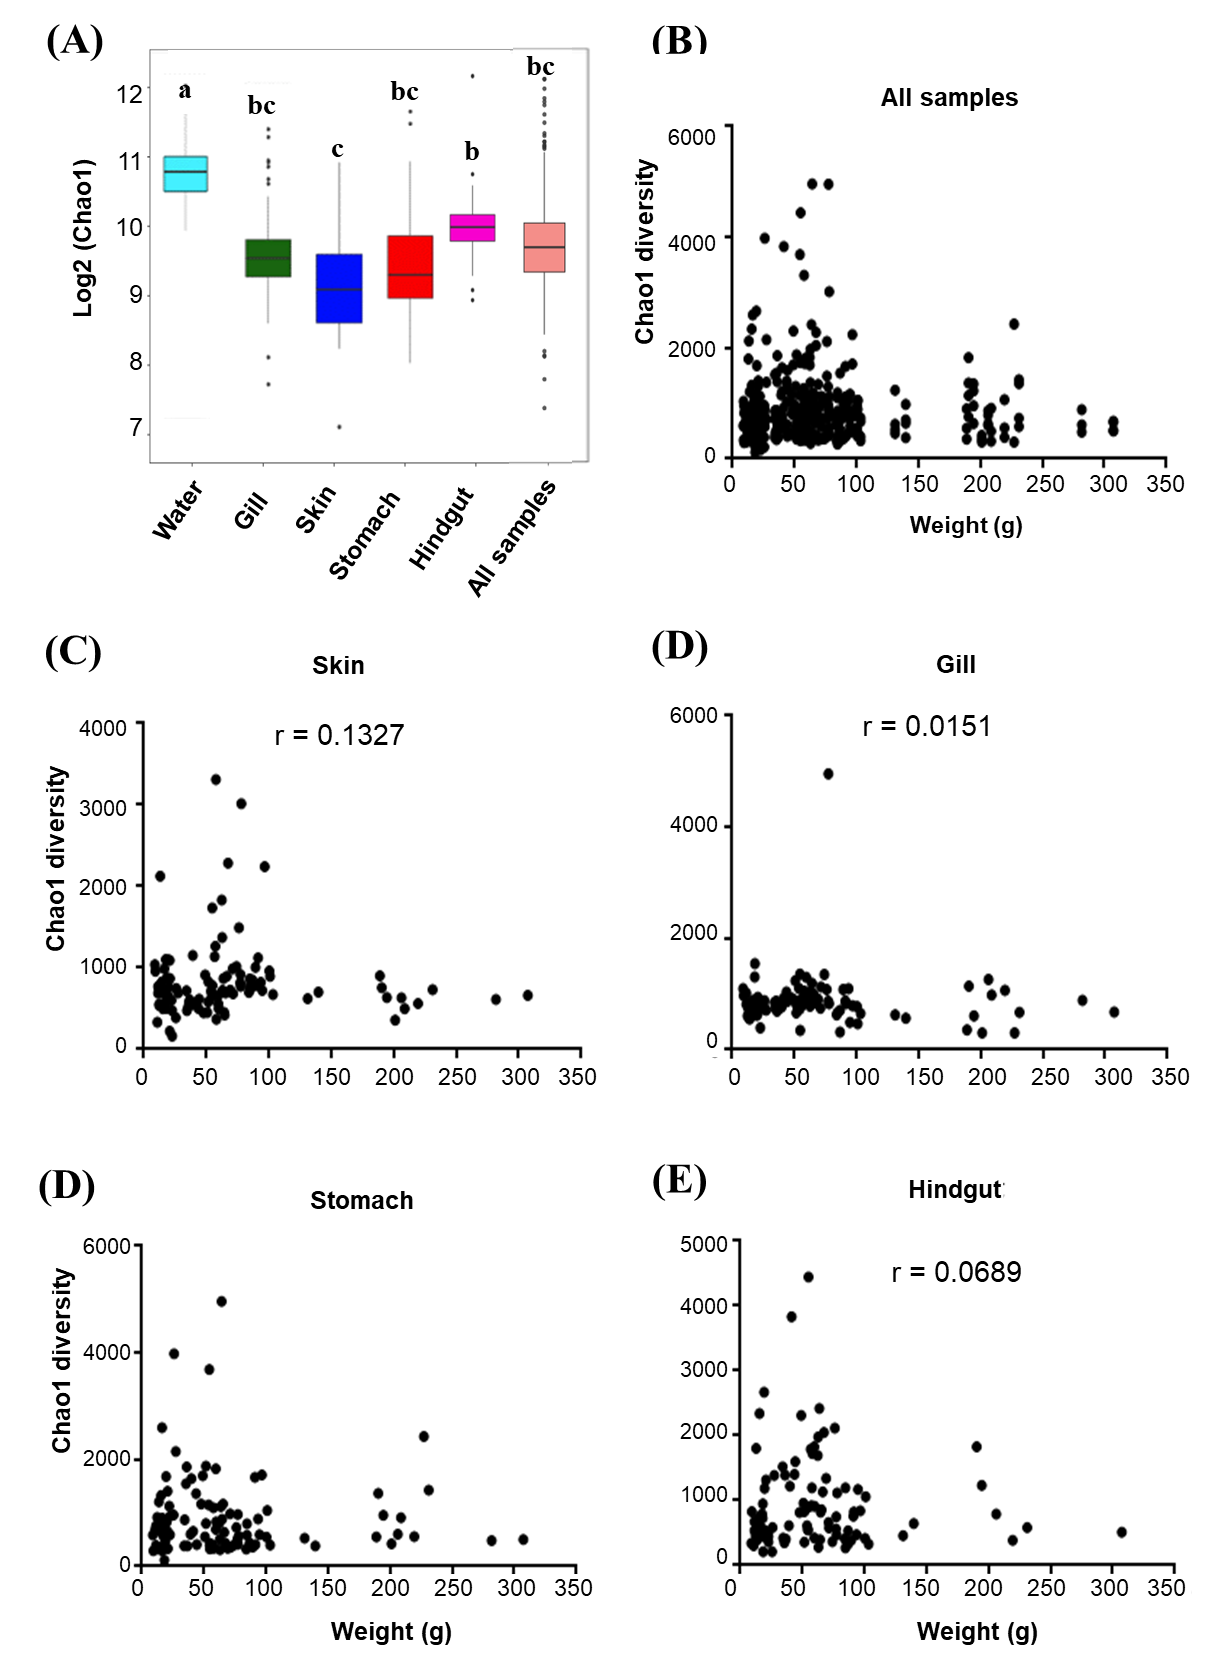 (A)
12
11
10
9
8
7
Log2 (Chao1)
a
bc
c
bc
b
bc
Water
Gill
Skin
Stomach
Hindgut
All samples
(B)
All samples
Chao1 diversity
6000
4000
2000
0
0 50 100 150 200 250 300 350
Weight (g)
(C)
Skin
r = 0.1327
Chao1 diversity
4000
3000
2000
1000
0
0 50 100 150 200 250 300 350
(D)
Gill
r = 0.0151
6000
4000
2000
0
0 50 100 150 200 250 300 350
(D)
Stomach
Chao1 diversity
6000
4000
2000
0
0 50 100 150 200 250 300 350
Weight (g)
(E)
Hindgut
r = 0.0689
5000
4000
3000
2000
1000
0
0 50 100 150 200 250 300 350
Weight (g)